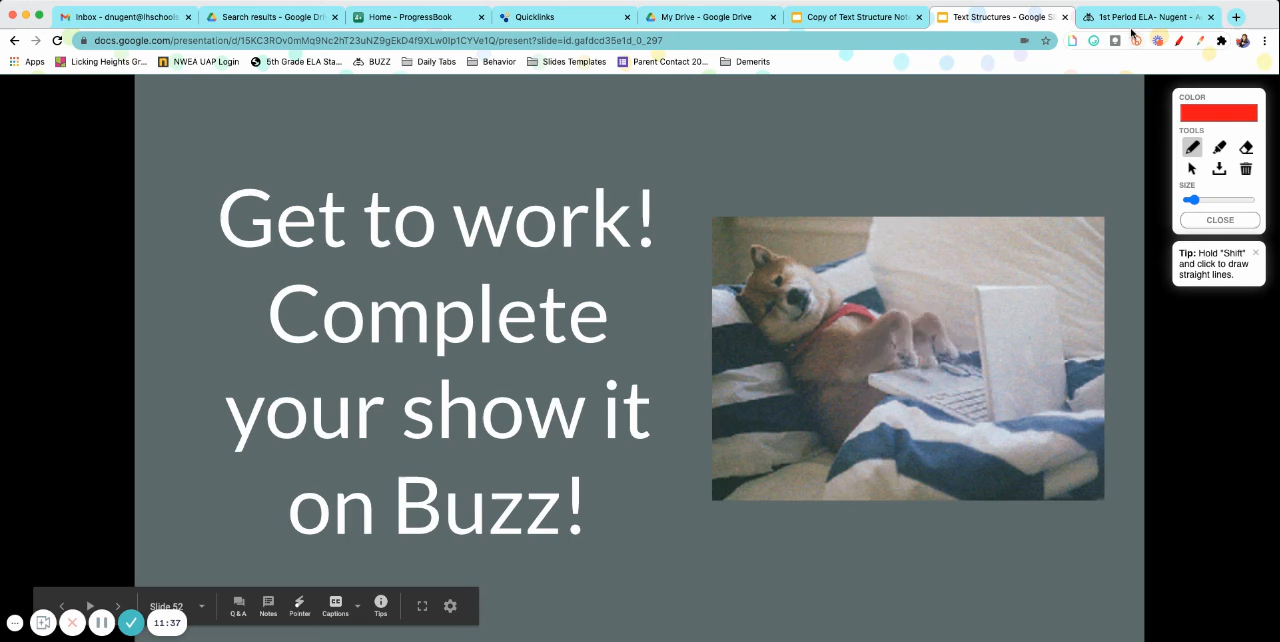 Inbox - dnugent@lhschools
Search results - Google Dri
Home - ProgressBook
Quicklinks
My Drive - Google Drive
Copy of Text Structure Not
Text Structures - Google Sl
1st Period ELA- Nugent - A
docs.google.com/presentation/d/15KC3ROv0mMq9Nc2hT23uNZ9gEkD4f9XLw0Ip1CYVe1Q/present?slide=id.gafdcd35e1d_0_297
Apps
Licking Heights Gr...
NWEA UAP Login
5th Grade ELA Sta...
BUZZ
Daily Tabs
Behavior
Slides Templates
Parent Contact 20...
Demerits
COLOR
TOOLS
SIZE
CLOSE
Tip: Hold "Shift"
and click to draw
straight lines.
Get to work!
Complete
your show it
on Buzz!
Slide 52
Q&A
Notes
Pointer
Captions
Tips
11:37